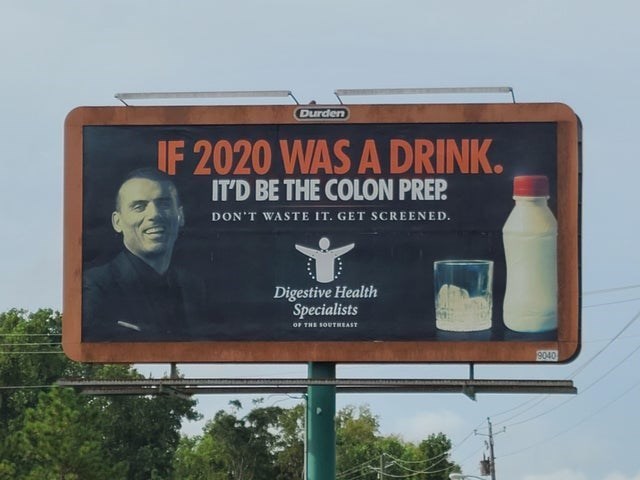 Durden
IF 2020 WAS A DRINK.
IT'D BE THE COLON PREP.
DON'T WASTE IT. GET SCREENED.
Digestive Health
Specialists
OF THE SOUTHEAST
9040